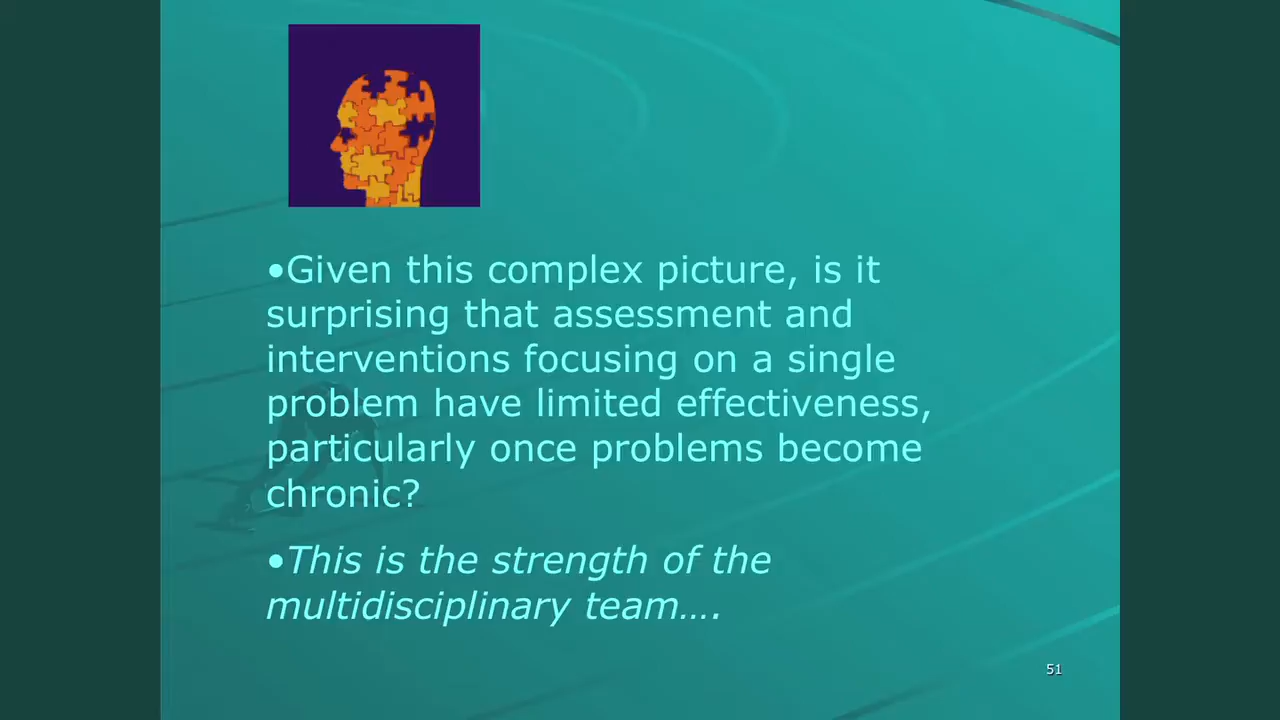 •Given this complex picture, is it
surprising that assessment and
interventions focusing on a single
problem have limited effectiveness,
particularly once problems become
chronic?
•This is the strength of the
multidisciplinary team….
51